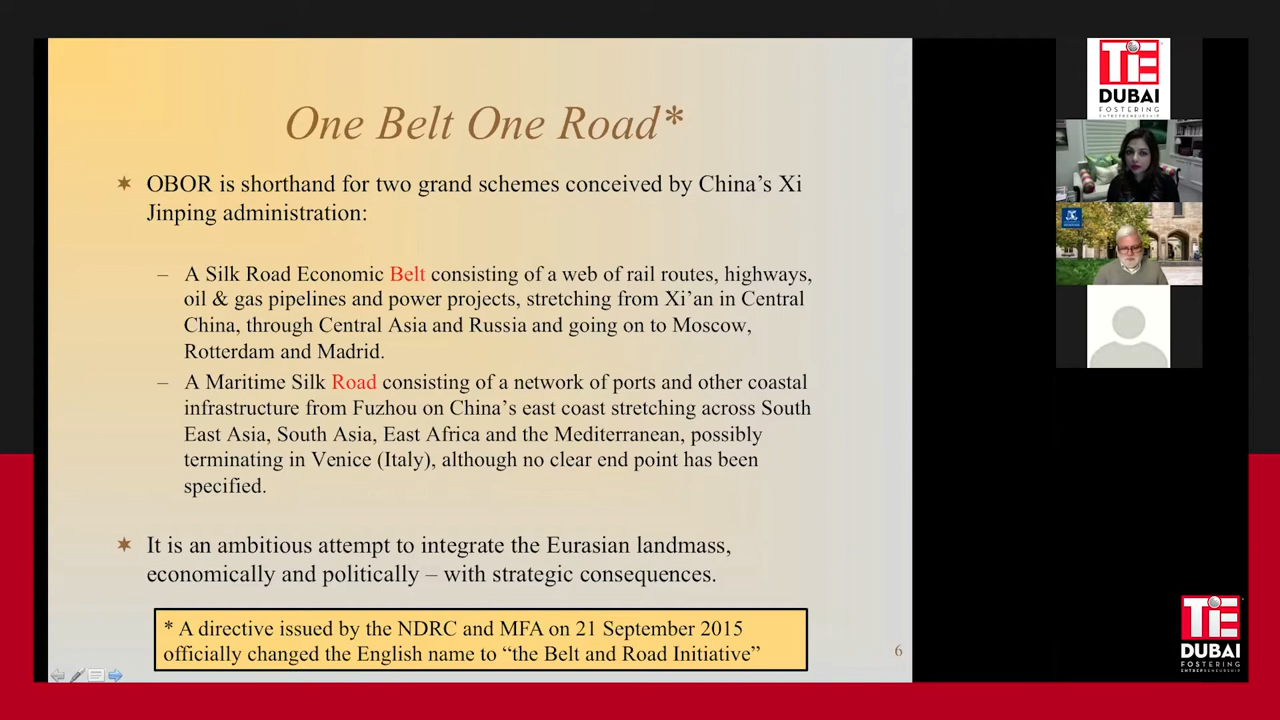 One Belt One Road*
OBOR is shorthand for two grand schemes conceived by China’s Xi
Jinping administration:
– A Silk Road Economic Belt consisting of a web of rail routes, highways,
oil & gas pipelines and power projects, stretching from Xi’an in Central
China, through Central Asia and Russia and going on to Moscow,
Rotterdam and Madrid.
– A Maritime Silk Road consisting of a network of ports and other coastal
infrastructure from Fuzhou on China’s east coast stretching across South
East Asia, South Asia, East Africa and the Mediterranean, possibly
terminating in Venice (Italy), although no clear end point has been
specified.
It is an ambitious attempt to integrate the Eurasian landmass,
economically and politically – with strategic consequences.
* A directive issued by the NDRC and MFA on 21 September 2015
officially changed the English name to “the Belt and Road Initiative”
6
TiE
DUBAI
FOSTERING
ENTREPRENEURSHIP
TiE
DUBAI
FOSTERING
ENTREPRENEURSHIP